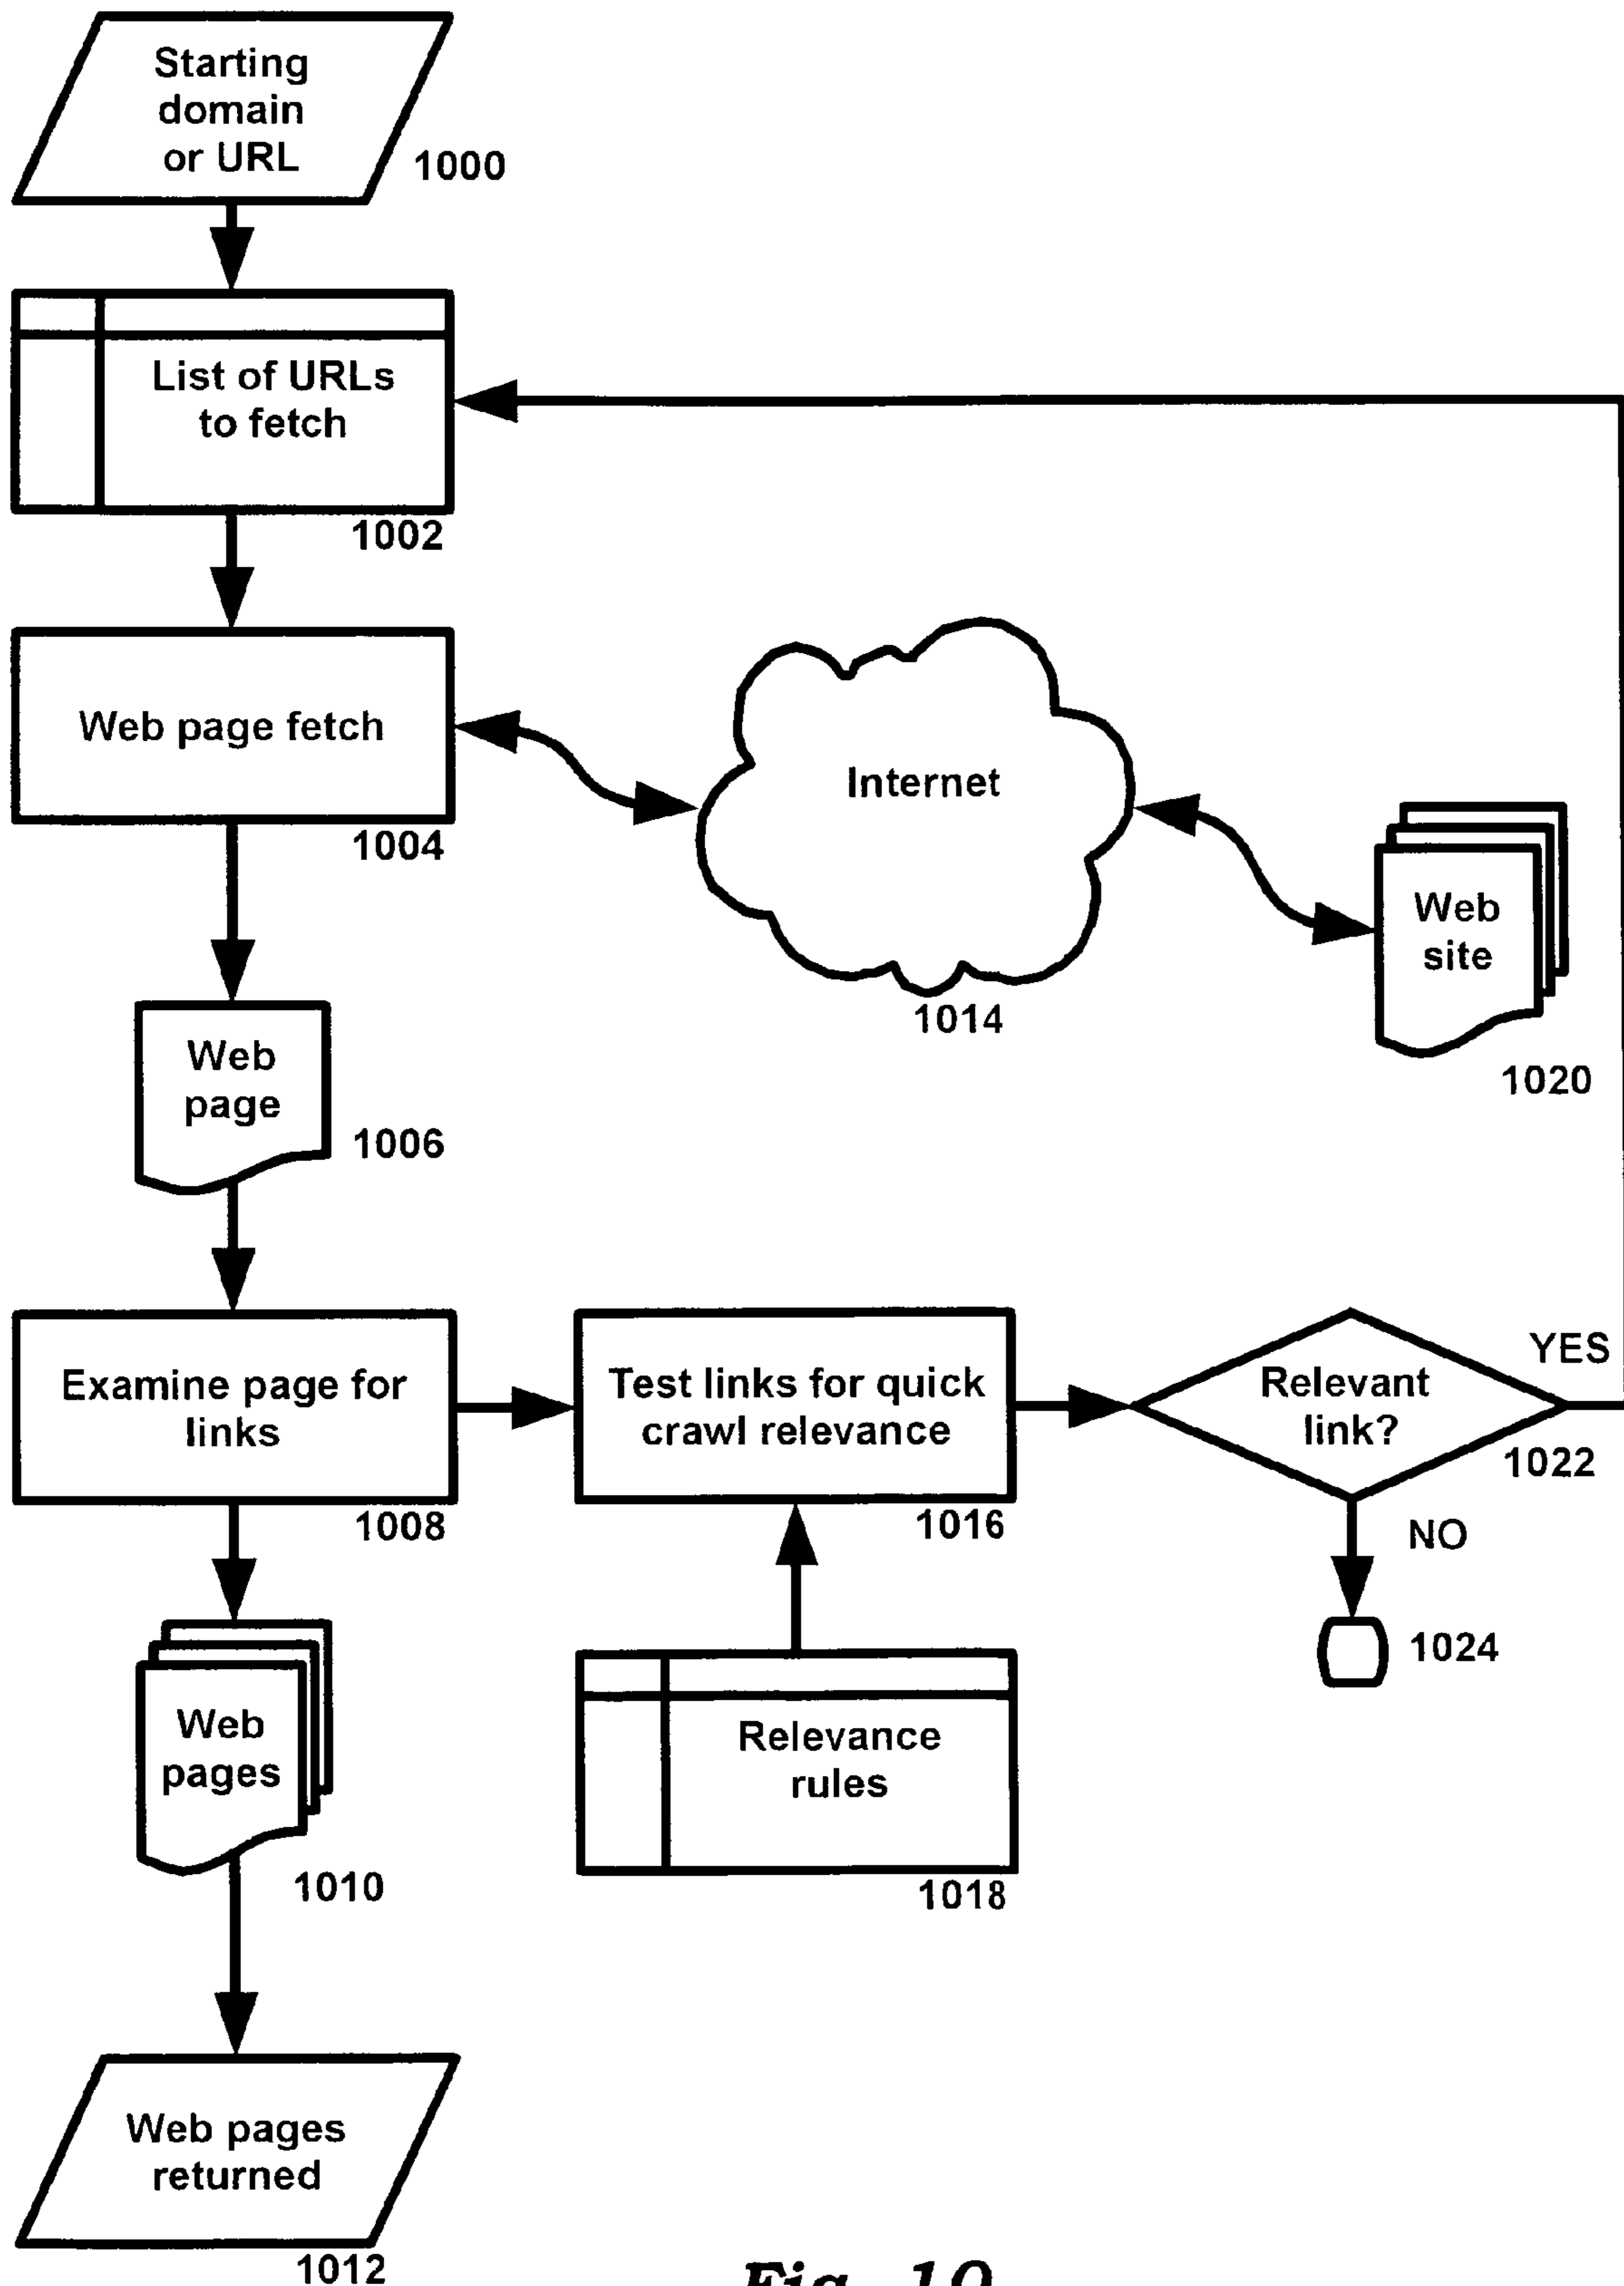 Starting
domain
or URL
1000
List of URLs
to fetch
1002
Web page fetch
1004
Internet
1014
Web
site
1020
Web
page
1006
Examine page for
links
1008
Test links for quick
crawl relevance
1016
Relevant
link?
YES
1022
NO
1024
Web
pages
1010
Relevance
rules
1018
Web pages
returned
1012
Fig. 10